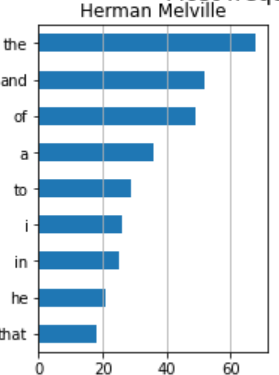 Herman Melville
the
and
of
a
to
i
in
he
that
0 20 40 60